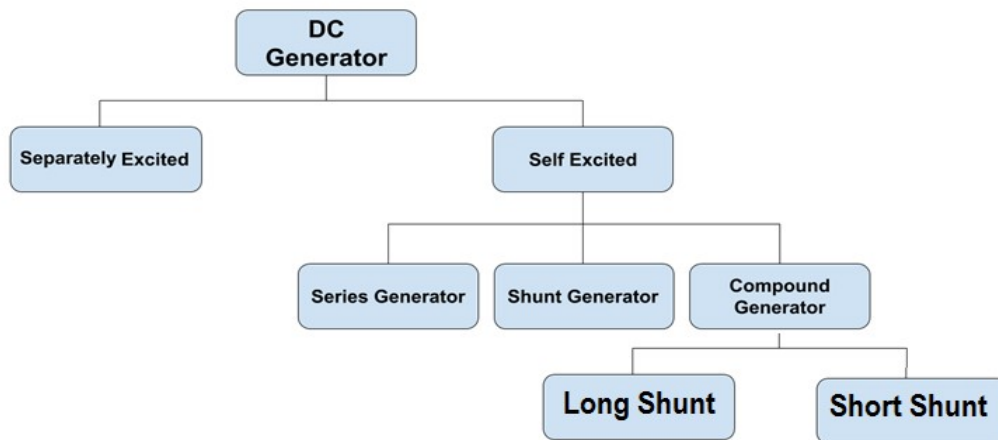 DC
Generator
Separately Excited
Self Excited
Series Generator
Shunt Generator
Compound
Generator
Long Shunt
Short Shunt